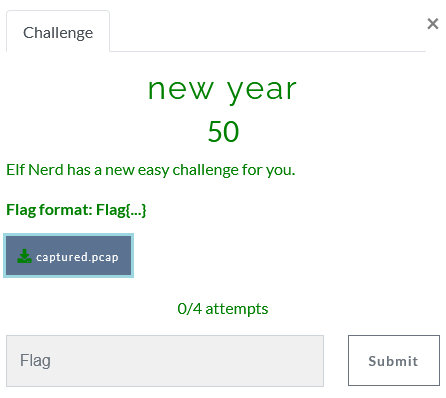 Challenge
×
new year
50
Elf Nerd has a new easy challenge for you.
Flag format: Flag{...}
captured.pcap
0/4 attempts
Flag
Submit